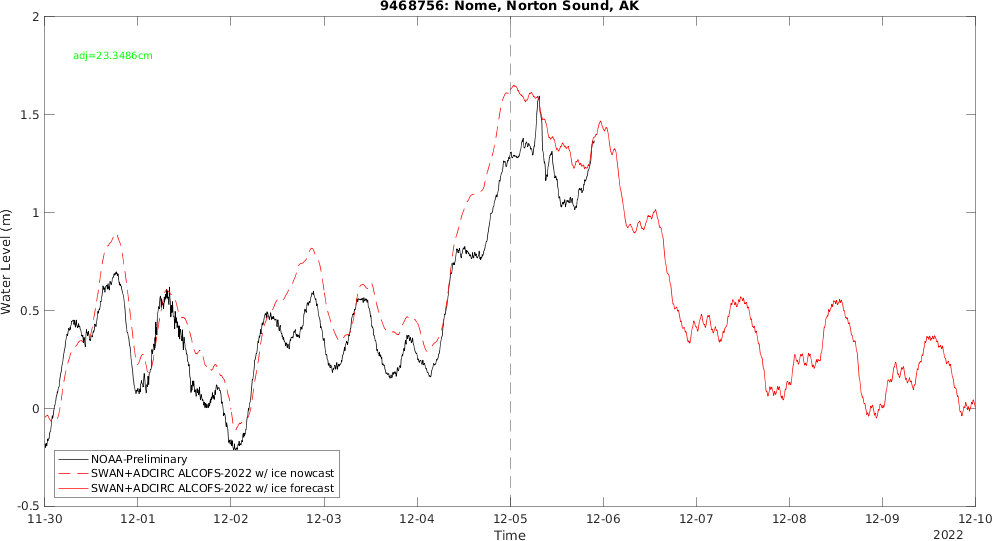 9468756: Nome, Norton Sound, AK
adj=23.3486cm
Water Level (m)
2
1.5
1
0.5
0
-0.5
NOAA-Preliminary
SWAN+ADCIRC ALCOFS-2022 w/ ice nowcast
SWAN+ADCIRC ALCOFS-2022 w/ ice forecast
11-30 12-01 12-02 12-03 12-04 12-05 12-06 12-07 12-08 12-09 12-10
Time
2022